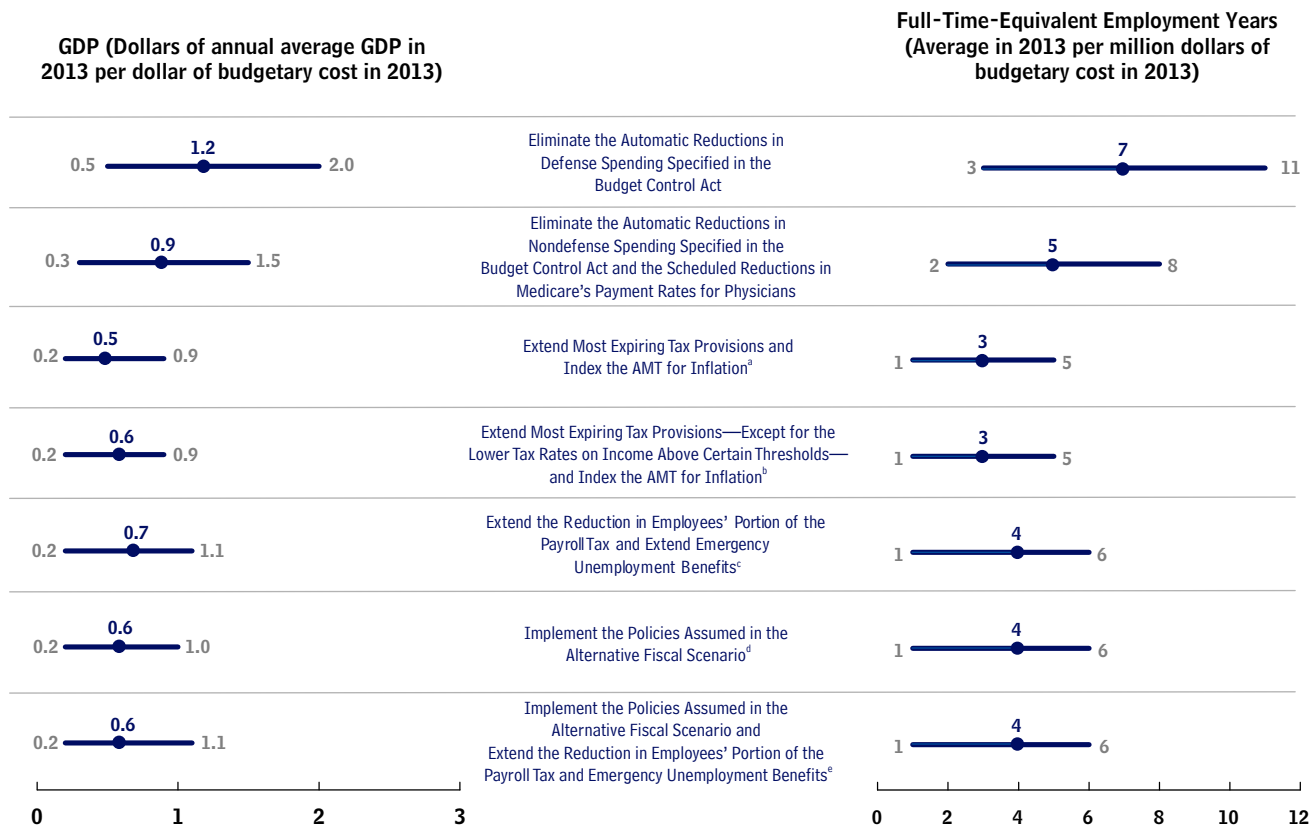 GDP (Dollars of annual average GDP in
2013 per dollar of budgetary cost in 2013)
Full-Time-Equivalent Employment Years
(Average in 2013 per million dollars of
budgetary cost in 2013)
0.5 1.2 2.0
Eliminate the Automatic Reductions in
Defense Spending Specified in the
Budget Control Act
3 7 11
0.3 0.9 1.5
Eliminate the Automatic Reductions in
Nondefense Spending Specified in the
Budget Control Act and the Scheduled Reductions in
Medicare's Payment Rates for Physicians
2 5 8
0.2 0.5 0.9
Extend Most Expiring Tax Provisions and
Index the AMT for Inflationa
1 3 5
0.2 0.6 0.9
Extend Most Expiring Tax Provisions—Except for the
Lower Tax Rates on Income Above Certain Thresholds—
and Index the AMT for Inflationb
1 3 5
0.2 0.7 1.1
Extend the Reduction in Employees' Portion of the
Payroll Tax and Extend Emergency
Unemployment Benefitsc
1 4 6
0.2 0.6 1.0
Implement the Policies Assumed in the
Alternative Fiscal Scenariod
1 4 6
0.2 0.6 1.1
Implement the Policies Assumed in the
Alternative Fiscal Scenario and
Extend the Reduction in Employees' Portion of the
Payroll Tax and Emergency Unemployment Benefitse
1 4 6
0 1 2 3
0 2 4 6 8 10 12